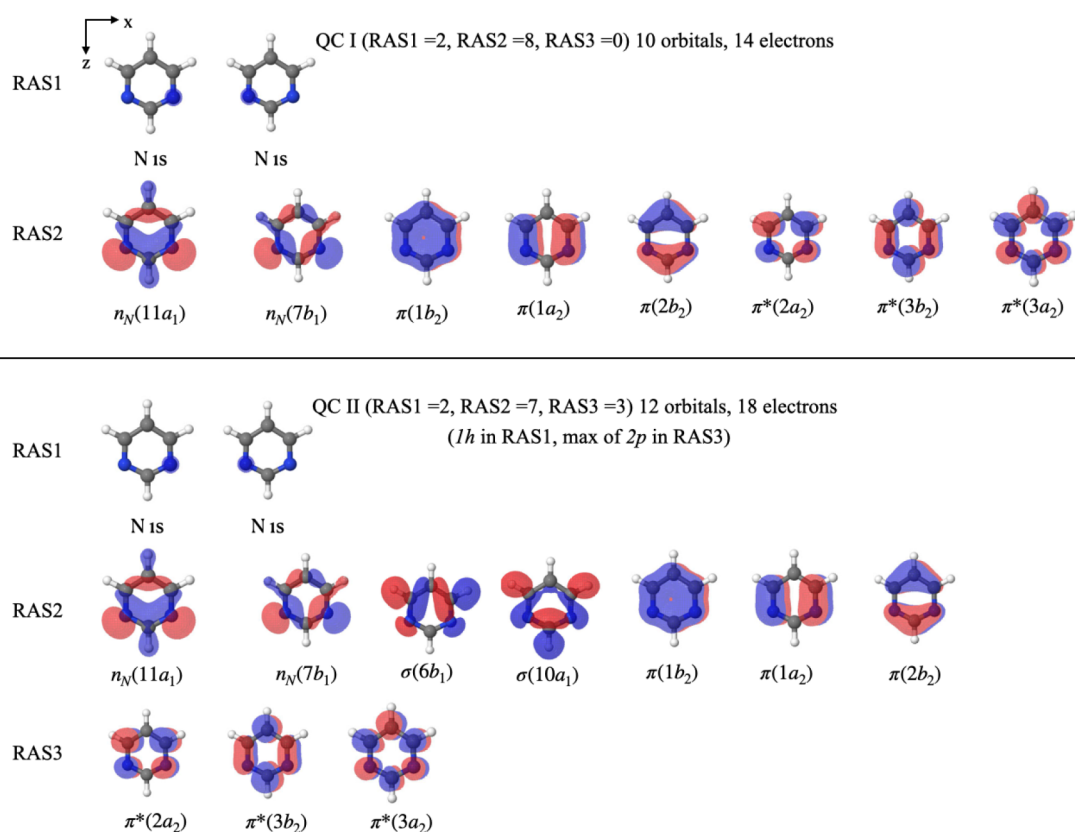 x
z
QC I (RAS1 =2, RAS2 =8, RAS3 =0) 10 orbitals, 14 electrons
RAS1
N 1s N 1s
RAS2
n_N(11a_1) n_N(7b_1) π(1b_2) π(1a_2) π(2b_2) π*(2a_2) π*(3b_2) π*(3a_2)
QC II (RAS1 =2, RAS2 =7, RAS3 =3) 12 orbitals, 18 electrons
(1h in RAS1, max of 2p in RAS3)
RAS1
N 1s N 1s
RAS2
n_N(11a_1) n_N(7b_1) σ(6b_1) σ(10a_1) π(1b_2) π(1a_2) π(2b_2)
RAS3
π*(2a_2) π*(3b_2) π*(3a_2)